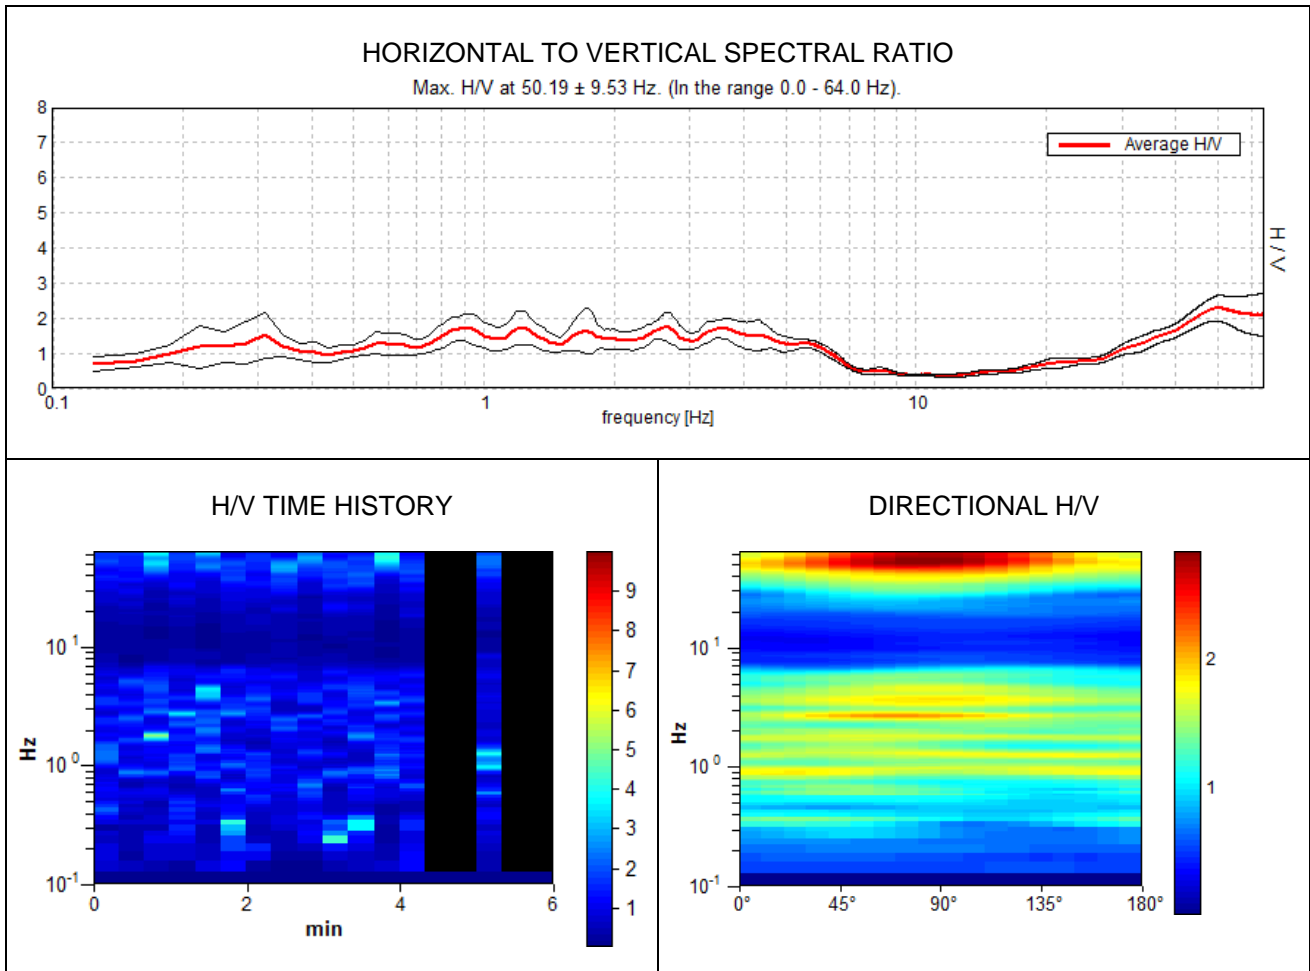 HORIZONTAL TO VERTICAL SPECTRAL RATIO
Max. H/V at 50.19 ± 9.53 Hz. (In the range 0.0 - 64.0 Hz).
8
7
6
5
4
3
2
1
0
Average H/V
H / V
0.1 1 10
frequency [Hz]
H/V TIME HISTORY
10 1
10 0
10 -1
Hz
0 2 4 6
min
9
8
7
6
5
4
3
2
1
DIRECTIONAL H/V
10 1
10 0
10 -1
Hz
0° 45° 90° 135° 180°
2
1